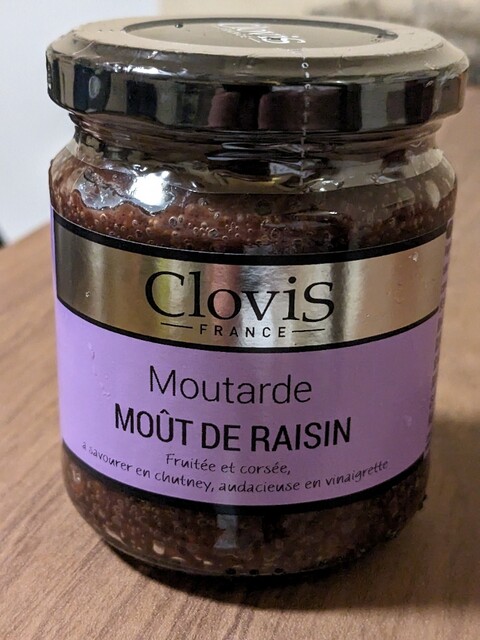 Clovis
FRANCE
Moutarde
MOÛT DE RAISIN
Fruitée et corsée,
à savourer en chutney, audacieuse en vinaigrette